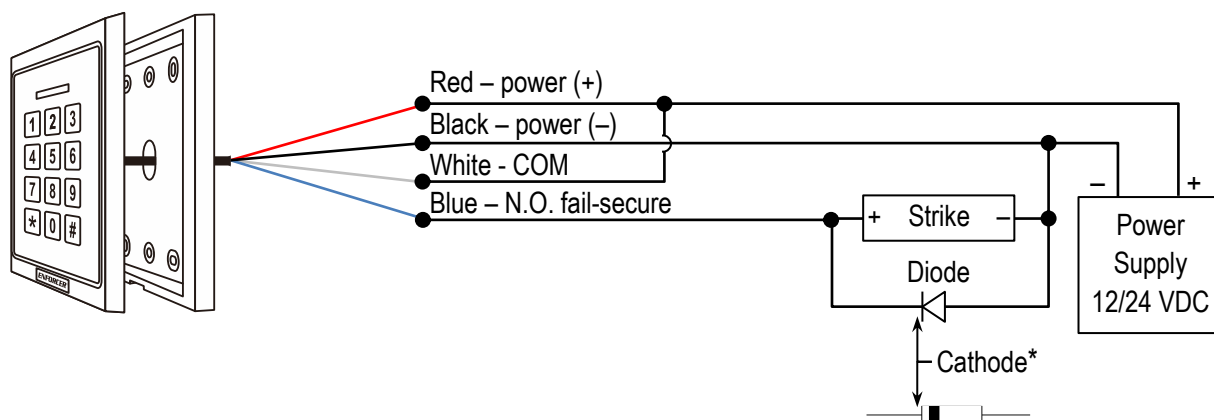 Red – power (+)
Black – power (–)
White - COM
Blue – N.O. fail-secure
1 2 3
4 5 6
7 8 9
* 0 #
ENFORCER
+ Strike –
Diode
Cathode*
– +
Power
Supply
12/24 VDC